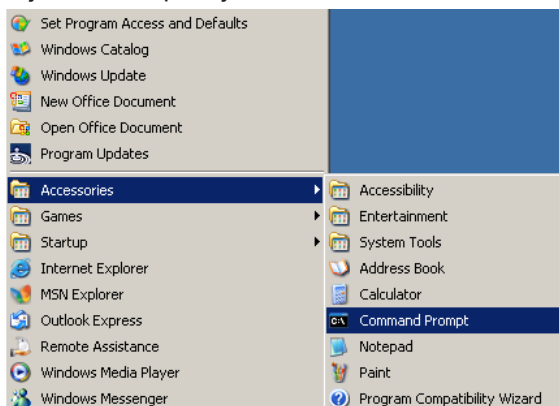 Set Program Access and Defaults
Windows Catalog
Windows Update
New Office Document
Open Office Document
Program Updates
Accessories
Games
Startup
Internet Explorer
MSN Explorer
Outlook Express
Remote Assistance
Windows Media Player
Windows Messenger
Accessibility
Entertainment
System Tools
Address Book
Calculator
C:\ Command Prompt
Notepad
Paint
Program Compatibility Wizard